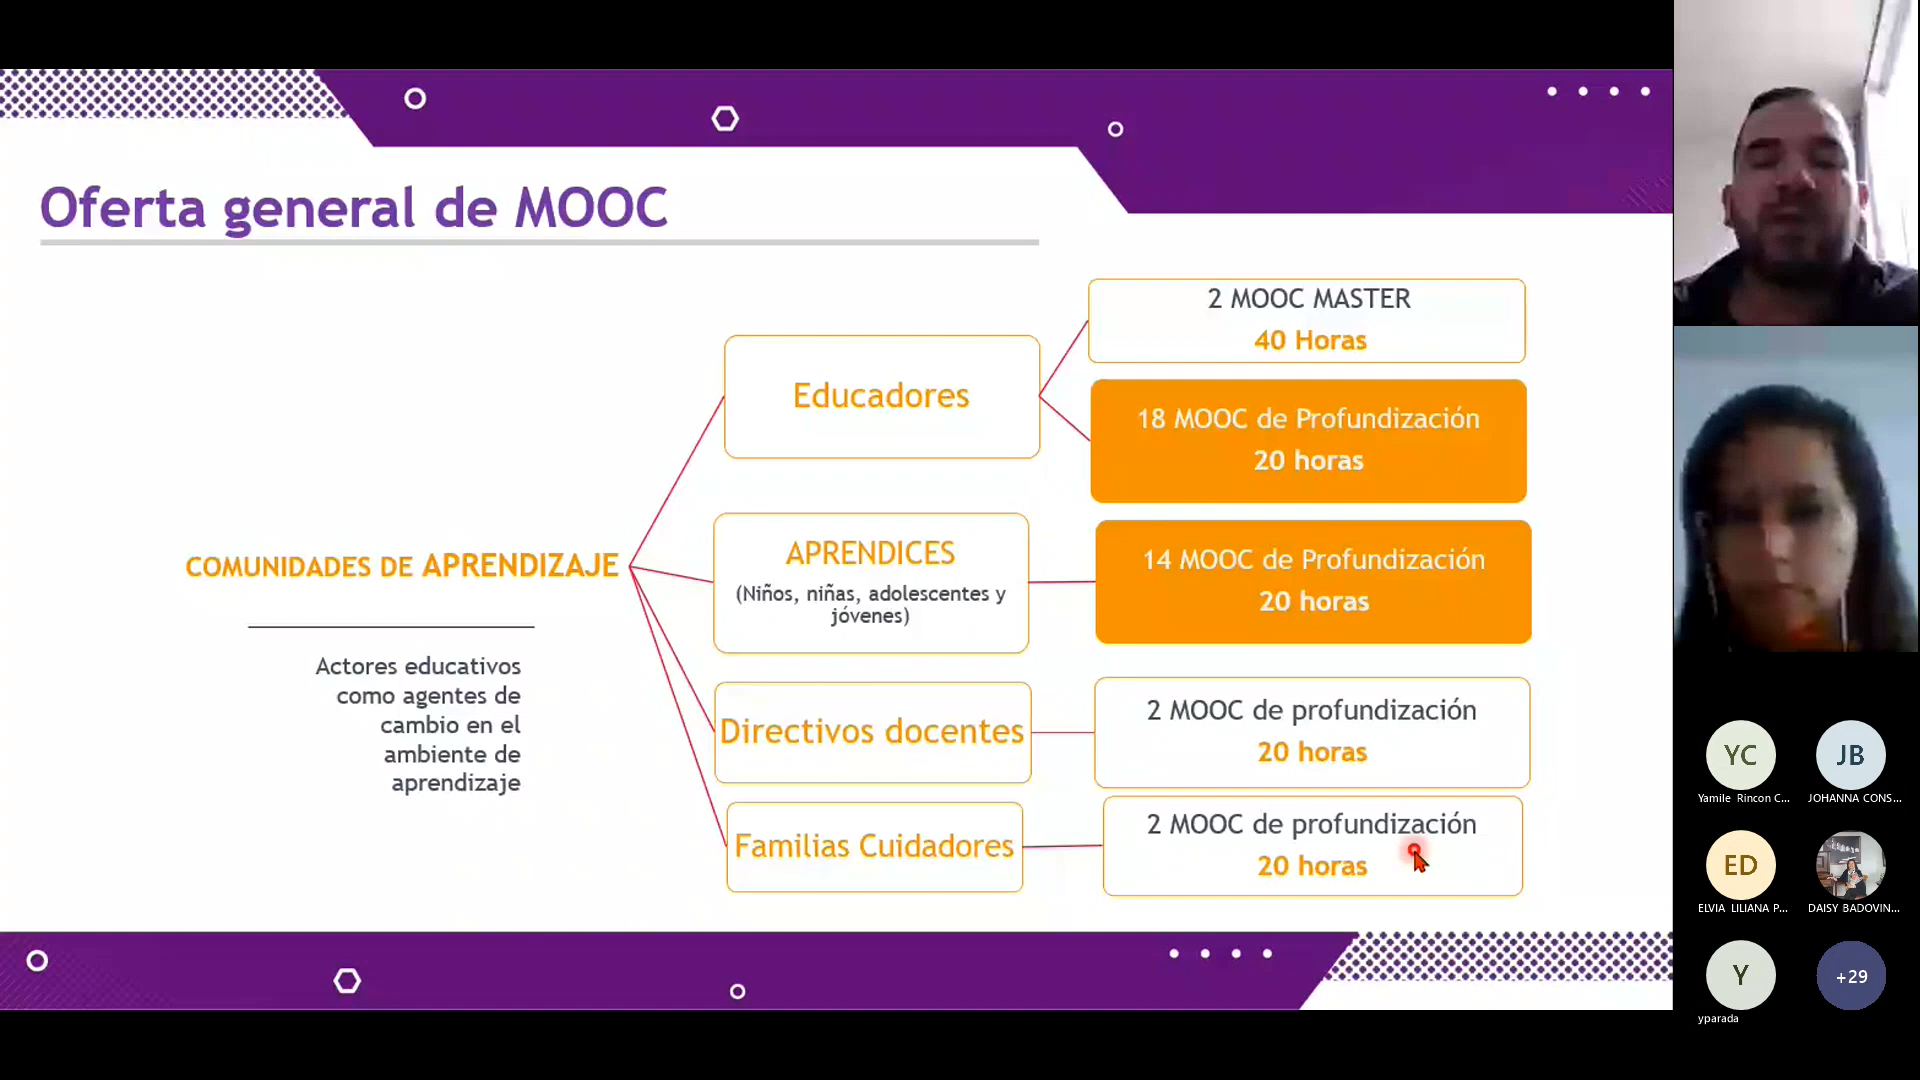 Oferta general de MOOC
2 MOOC MASTER
40 Horas
Educadores
18 MOOC de Profundización
20 horas
COMUNIDADES DE APRENDIZAJE
Actores educativos
como agentes de
cambio en el
ambiente de
aprendizaje
APRENDICES
(Niños, niñas, adolescentes y
jóvenes)
14 MOOC de Profundización
20 horas
Directivos docentes
2 MOOC de profundización
20 horas
Familias Cuidadores
2 MOOC de profundización
20 horas
YC
Yamile Rincon C...
JB
JOHANNA CONS...
ED
ELVIA LILIANA P...
DAISY BADOVIN...
Y
yparada
+29